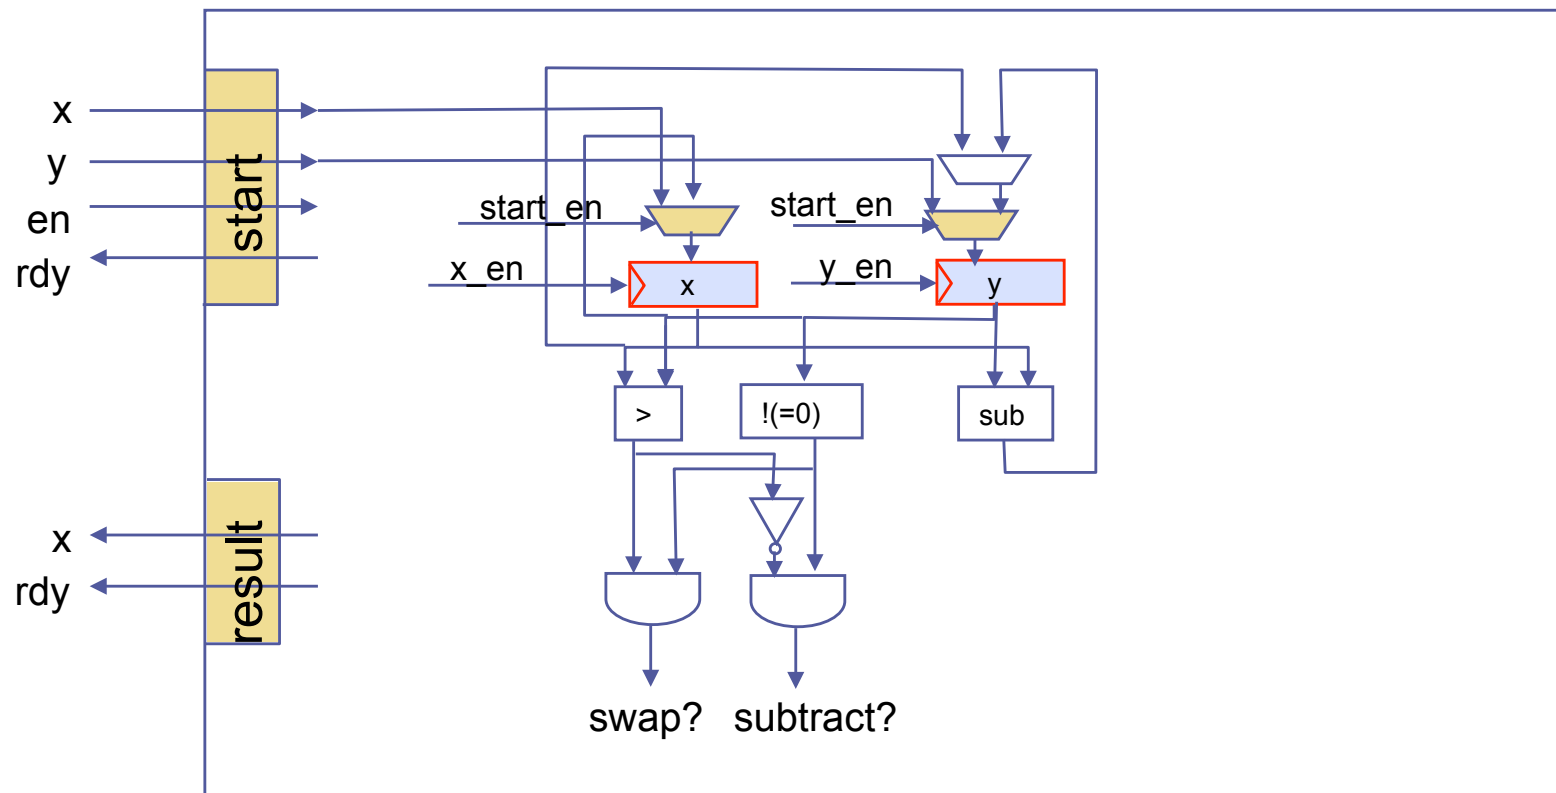 x
y
en
rdy
start
start_en
start_en
x_en
x
y_en
y
>
!(=0)
sub
x
rdy
result
swap?
subtract?